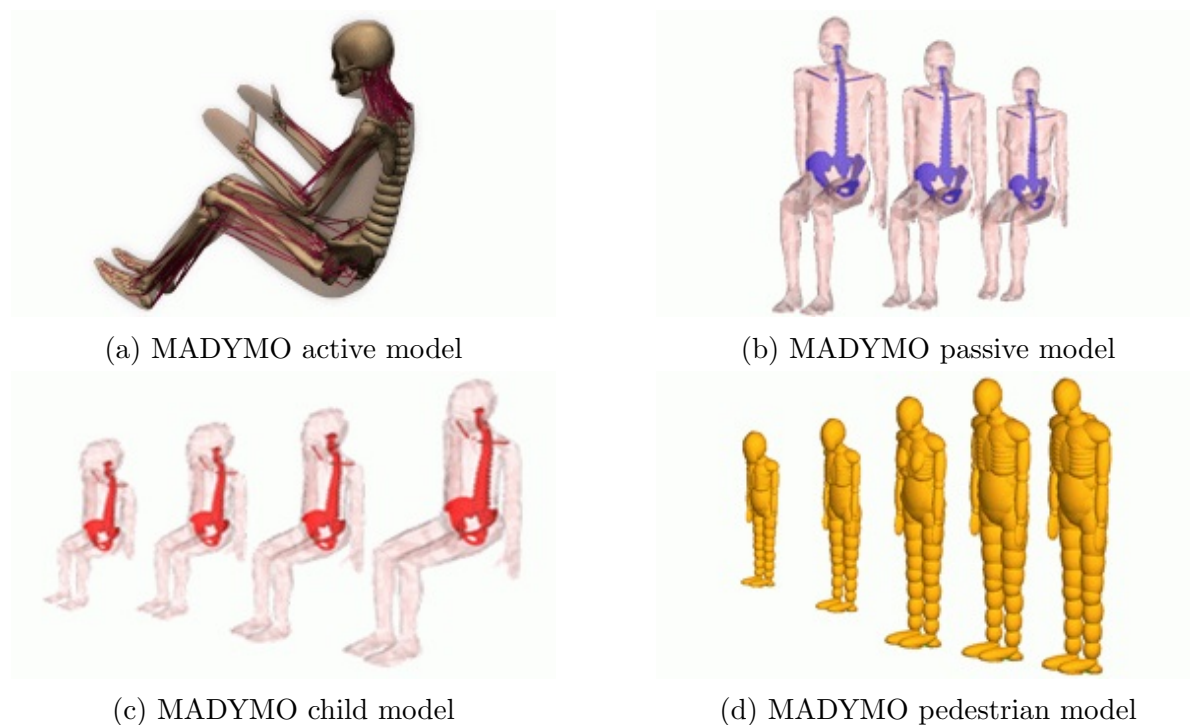 (a) MADYMO active model
(b) MADYMO passive model
(c) MADYMO child model
(d) MADYMO pedestrian model